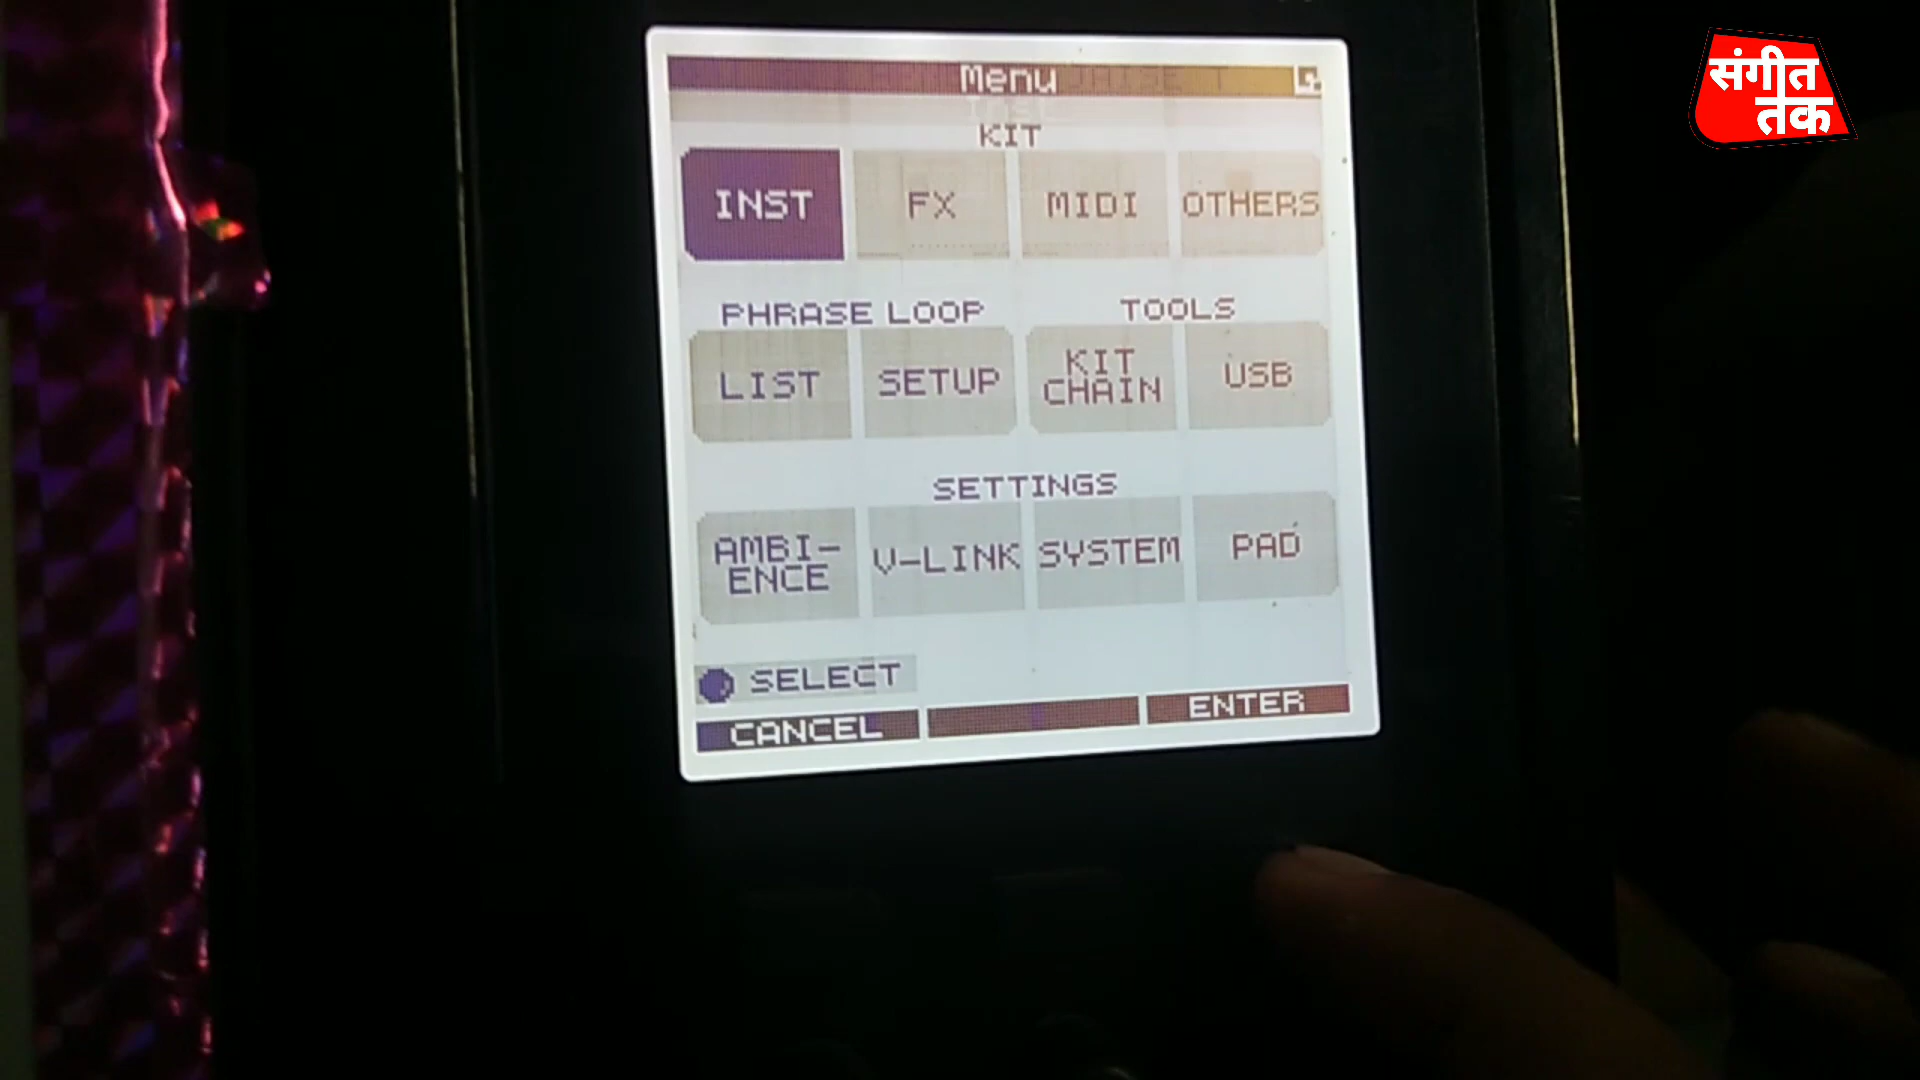 Menu
संगीत
तक
KIT
INST FX MIDI OTHERS
PHRASE LOOP TOOLS
LIST SETUP KIT CHAIN USB
SETTINGS
AMBI-
ENCE V-LINK SYSTEM PAD
SELECT
CANCEL ENTER